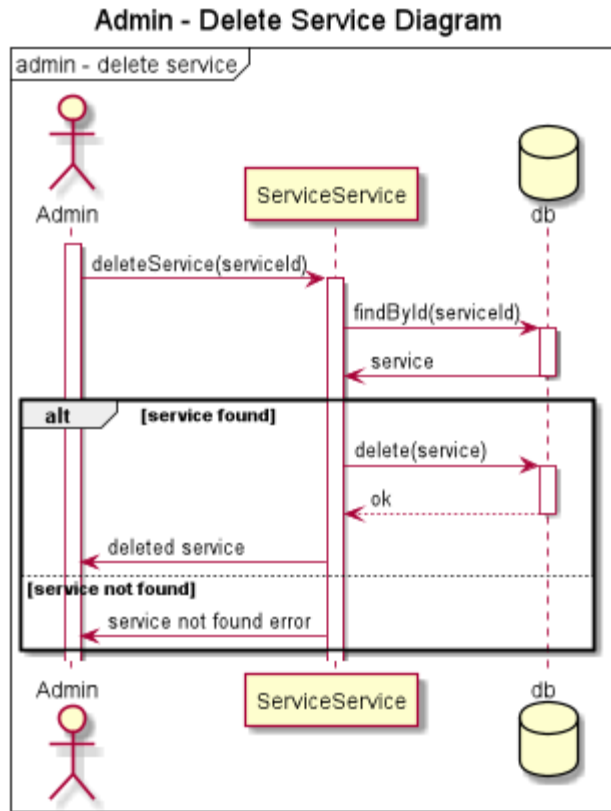 Admin - Delete Service Diagram
admin - delete service
Admin
ServiceService
db
deleteService(serviceId)
findById(serviceId)
service
alt [service found]
delete(service)
ok
deleted service
[service not found]
service not found error
Admin
ServiceService
db